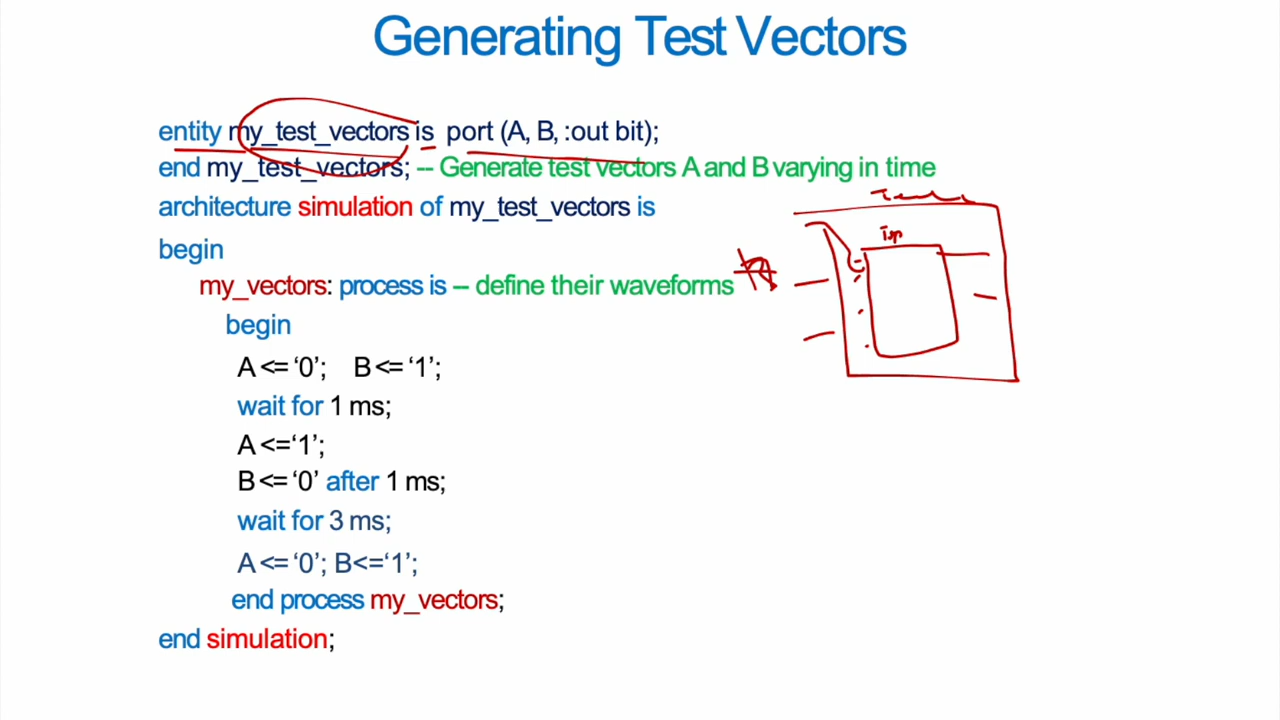 Generating Test Vectors
entity my_test_vectors is port (A, B, :out bit);
end my_test_vectors; -- Generate test vectors A and B varying in time
architecture simulation of my_test_vectors is
begin
my_vectors: process is -- define their waveforms
begin
A <= ‘0’; B <= ‘1’;
wait for 1 ms;
A <=‘1’;
B <= ‘0’ after 1 ms;
wait for 3 ms;
A <= ‘0’; B<=‘1’;
end process my_vectors;
end simulation;